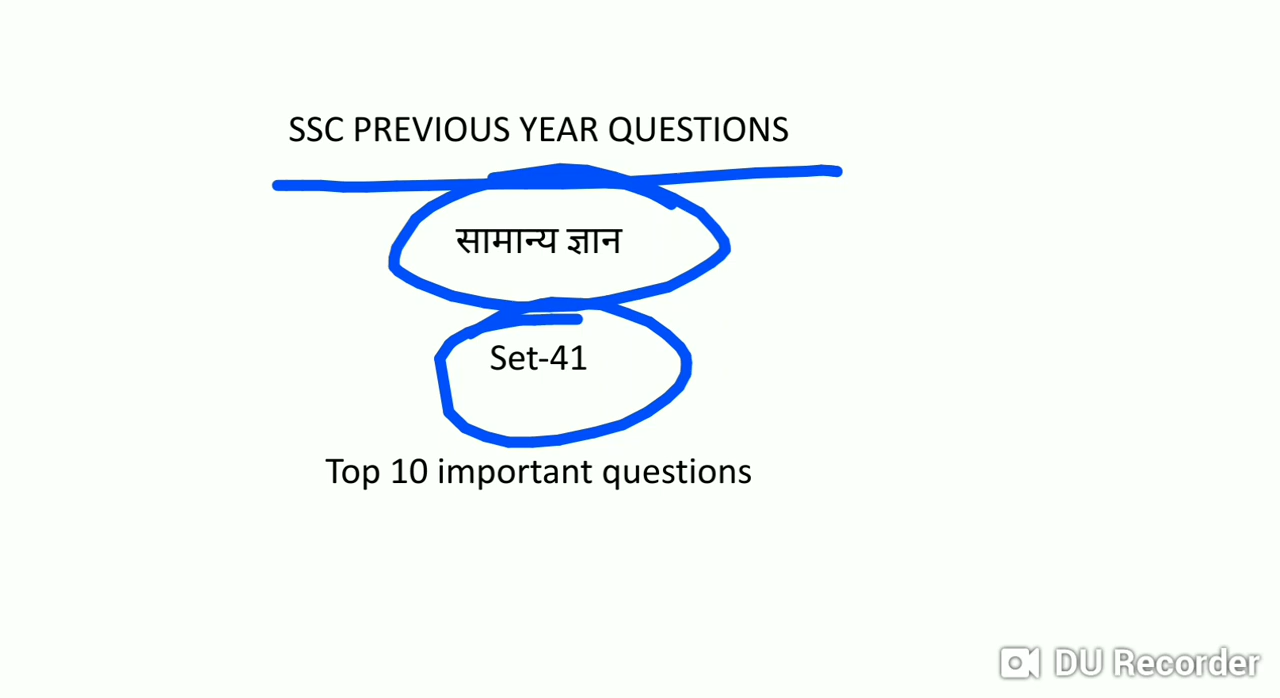 SSC PREVIOUS YEAR QUESTIONS
सामान्य ज्ञान
Set-41
Top 10 important questions
DU Recorder